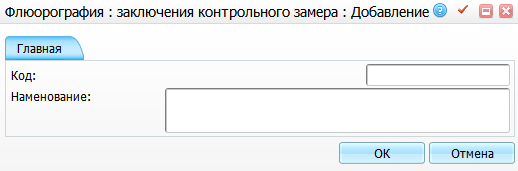 Флюорография : заключения контрольного замера : Добавление
Главная
Код:
Наменование:
ОК
Отмена